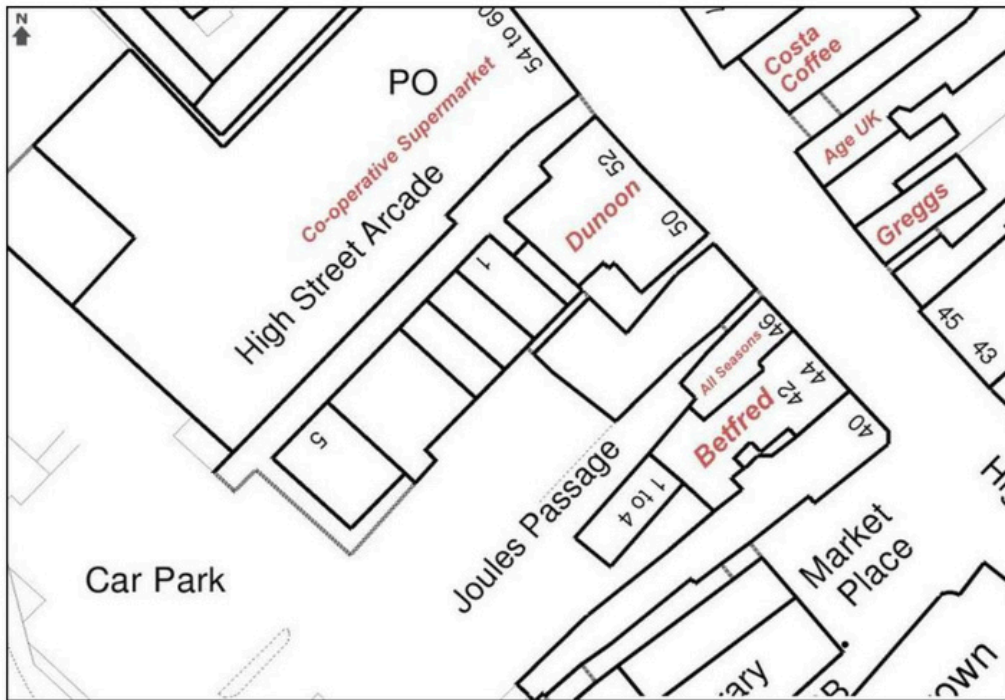 N
54 to 60
PO
Co-operative Supermarket
High Street Arcade
Costa
Coffee
Age UK
Greggs
52
Dunoon
50
1
5
46
All Seasons
44
42
Betfred
40
45
43
Joules Passage
1 to 4
Market
Place
Car Park